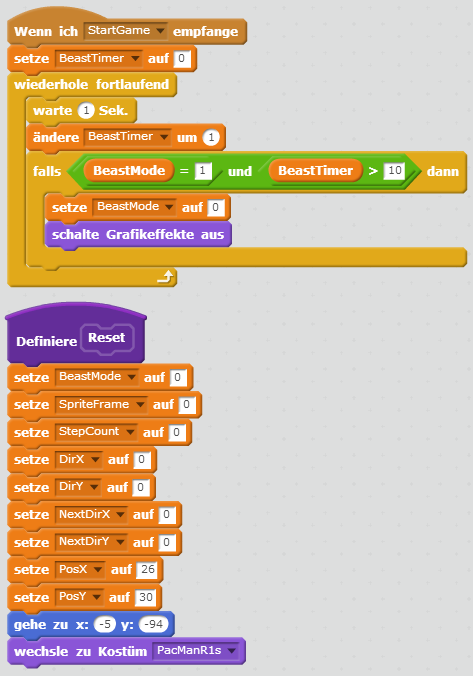 Wenn ich StartGame empfange
setze BeastTimer auf 0
wiederhole fortlaufend
warte 1 Sek.
ändere BeastTimer um 1
falls BeastMode = 1 und BeastTimer > 10 dann
setze BeastMode auf 0
schalte Grafikeffekte aus
Definiere Reset
setze BeastMode auf 0
setze SpriteFrame auf 0
setze StepCount auf 0
setze DirX auf 0
setze DirY auf 0
setze NextDirX auf 0
setze NextDirY auf 0
setze PosX auf 26
setze PosY auf 30
gehe zu x: -5 y: -94
wechsle zu Kostüm PacManR1s